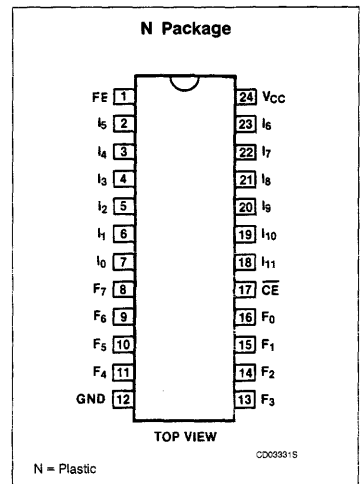 N Package
FE 1 24 VCC
I5 2 23 I6
I4 3 22 I7
I3 4 21 I8
I2 5 20 I9
I1 6 19 I10
I0 7 18 I11
F7 8 17 C̅E̅
F6 9 16 F0
F5 10 15 F1
F4 11 14 F2
GND 12 13 F3
TOP VIEW
CD03331S
N = Plastic